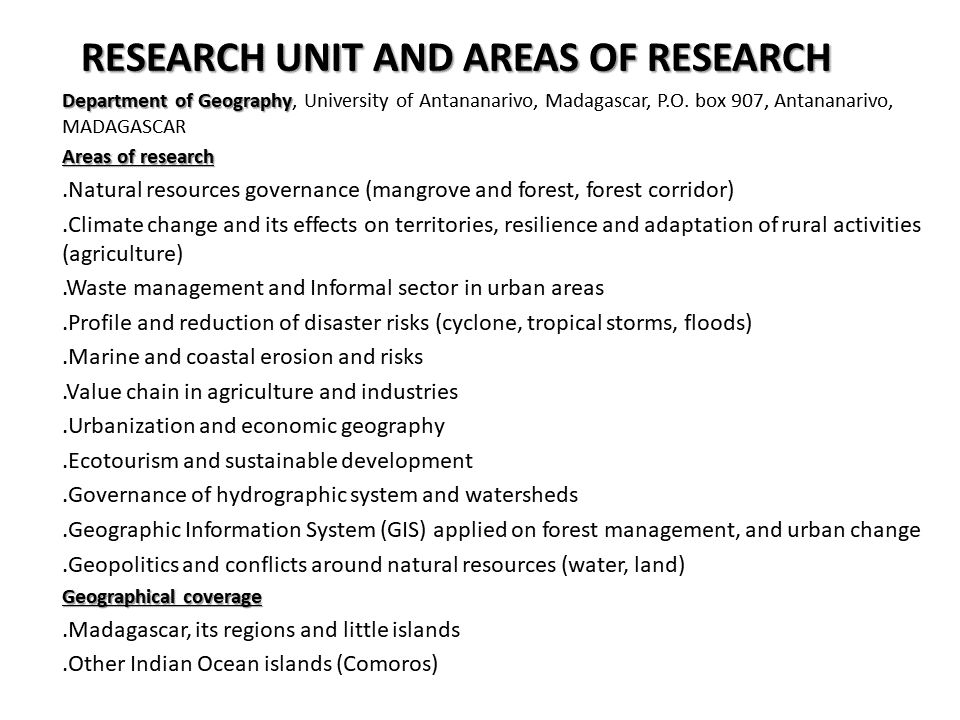 RESEARCH UNIT AND AREAS OF RESEARCH
Department of Geography, University of Antananarivo, Madagascar, P.O. box 907, Antananarivo,
MADAGASCAR
Areas of research
.Natural resources governance (mangrove and forest, forest corridor)
.Climate change and its effects on territories, resilience and adaptation of rural activities
(agriculture)
.Waste management and Informal sector in urban areas
.Profile and reduction of disaster risks (cyclone, tropical storms, floods)
.Marine and coastal erosion and risks
.Value chain in agriculture and industries
.Urbanization and economic geography
.Ecotourism and sustainable development
.Governance of hydrographic system and watersheds
.Geographic Information System (GIS) applied on forest management, and urban change
.Geopolitics and conflicts around natural resources (water, land)
Geographical coverage
.Madagascar, its regions and little islands
.Other Indian Ocean islands (Comoros)